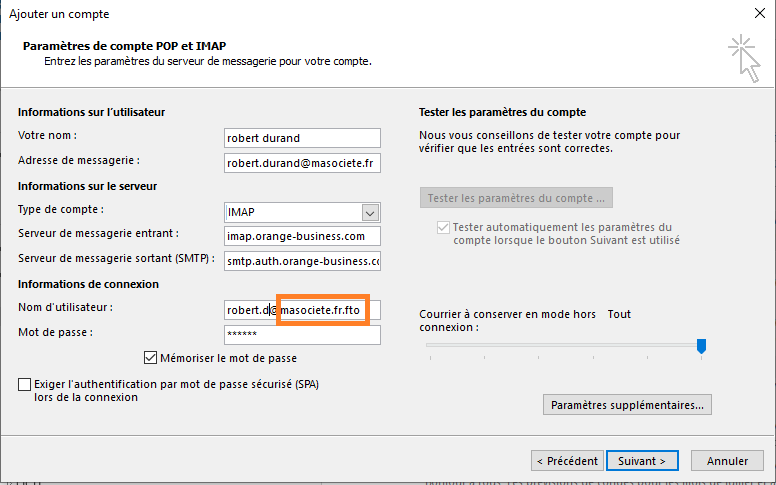 Ajouter un compte
Paramètres de compte POP et IMAP
Entrez les paramètres du serveur de messagerie pour votre compte.
Informations sur l'utilisateur
Votre nom :
robert durand
Adresse de messagerie :
robert.durand@masociete.fr
Informations sur le serveur
Type de compte :
IMAP
Serveur de messagerie entrant :
imap.orange-business.com
Serveur de messagerie sortant (SMTP) :
smtp.auth.orange-business.co
Informations de connexion
Nom d'utilisateur :
robert.d@masociete.fr.fto
Mot de passe :
******
Mémoriser le mot de passe
Exiger l'authentification par mot de passe sécurisé (SPA)
lors de la connexion
Tester les paramètres du compte
Nous vous conseillons de tester votre compte pour
vérifier que les entrées sont correctes.
Tester les paramètres du compte ...
Tester automatiquement les paramètres du
compte lorsque le bouton Suivant est utilisé
Courrier à conserver en mode hors
connexion :
Tout
Paramètres supplémentaires...
< Précédent
Suivant >
Annuler